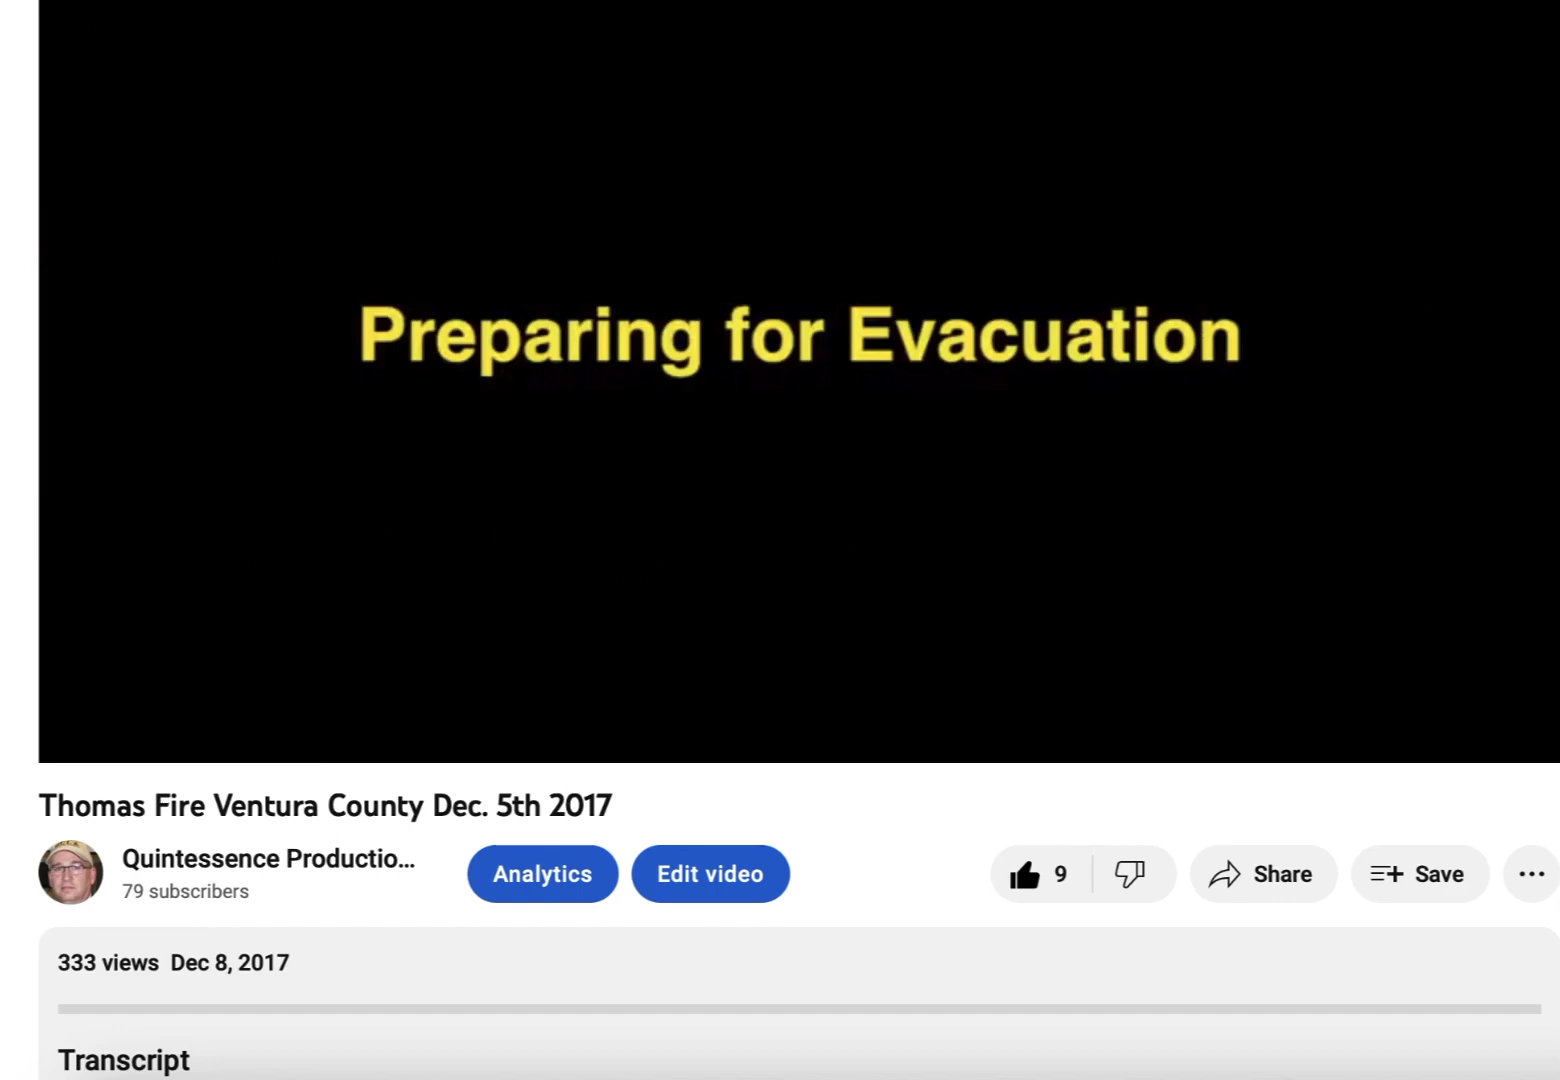 Preparing for Evacuation
Thomas Fire Ventura County Dec. 5th 2017
Quintessence Productio...
79 subscribers
Analytics
Edit video
9
Share
Save
333 views Dec 8, 2017
Transcript